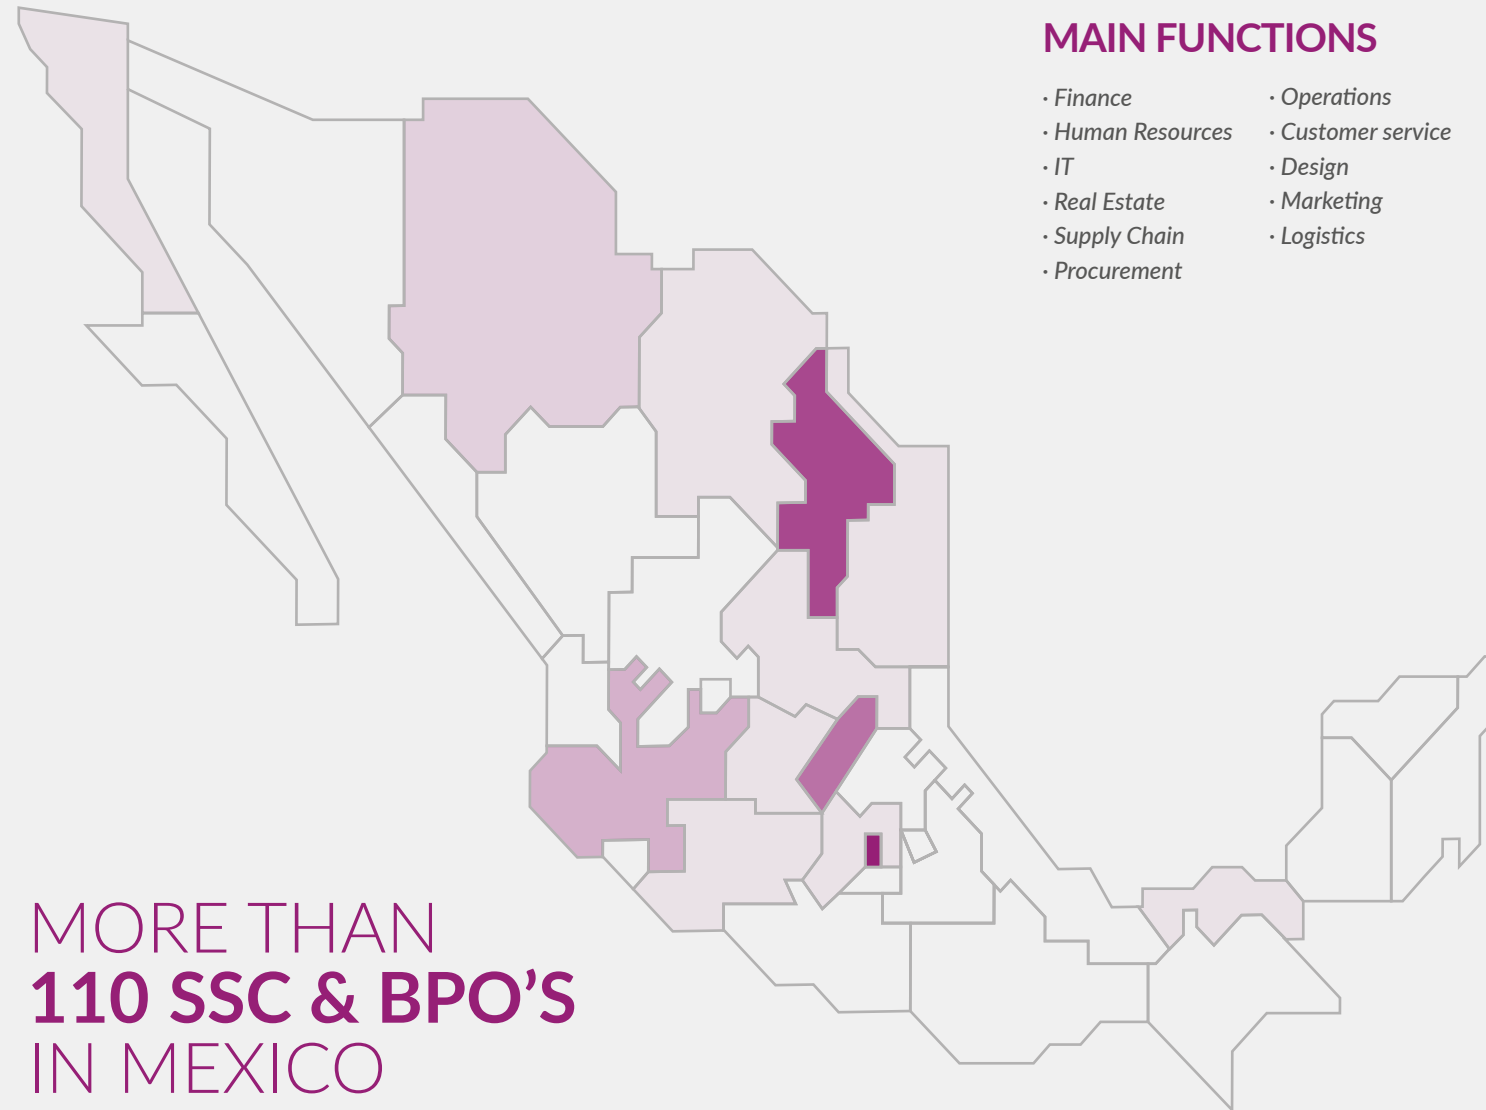 MAIN FUNCTIONS
· Finance
· Human Resources
· IT
· Real Estate
· Supply Chain
· Procurement
· Operations
· Customer service
· Design
· Marketing
· Logistics
MORE THAN
110 SSC & BPO’S
IN MEXICO